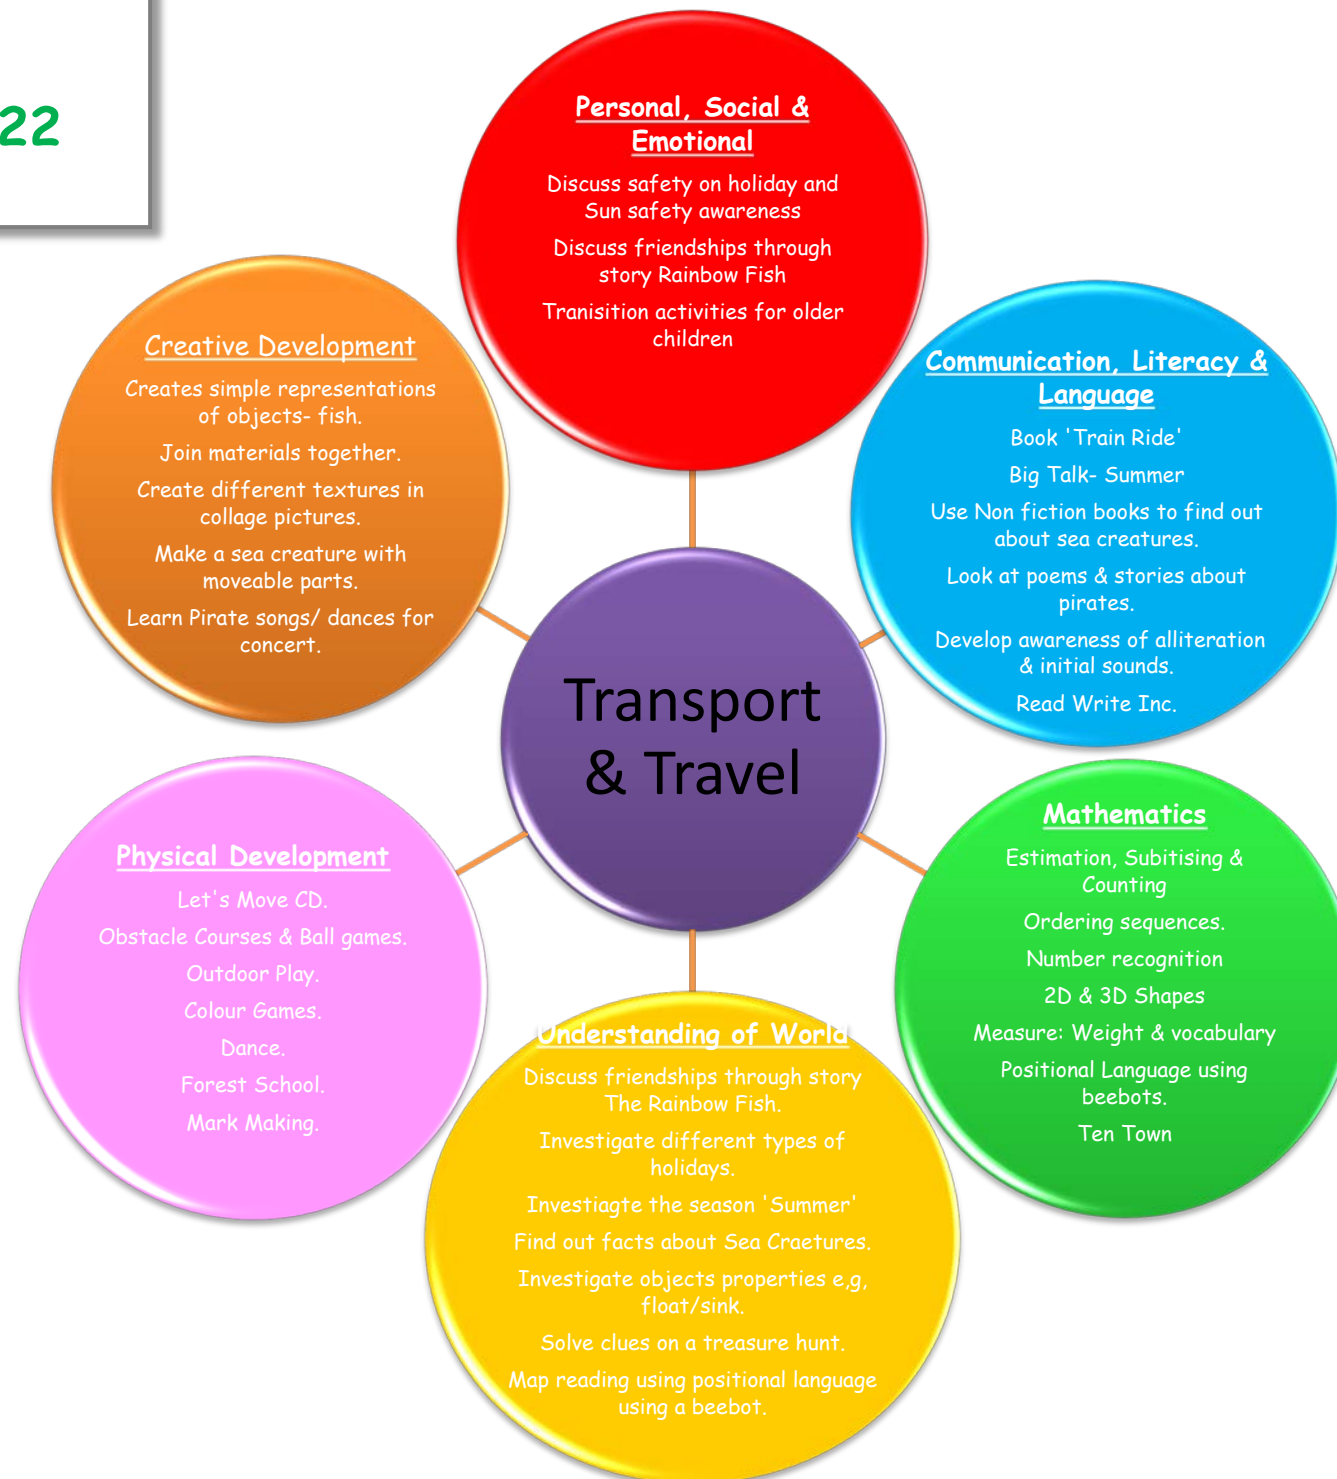 22
Personal, Social &
Emotional
Discuss safety on holiday and
Sun safety awareness
Discuss friendships through
story Rainbow Fish
Tranisition activities for older
children
Communication, Literacy &
Language
Book 'Train Ride'
Big Talk- Summer
Use Non fiction books to find out
about sea creatures.
Look at poems & stories about
pirates.
Develop awareness of alliteration
& initial sounds.
Read Write Inc.
Mathematics
Estimation, Subitising &
Counting
Ordering sequences.
Number recognition
2D & 3D Shapes
Measure: Weight & vocabulary
Positional Language using
beebots.
Ten Town
Understanding of World
Discuss friendships through story
The Rainbow Fish.
Investigate different types of
holidays.
Investiagte the season 'Summer'
Find out facts about Sea Craetures.
Investigate objects properties e,g,
float/sink.
Solve clues on a treasure hunt.
Map reading using positional language
using a beebot.
Physical Development
Let's Move CD.
Obstacle Courses & Ball games.
Outdoor Play.
Colour Games.
Dance.
Forest School.
Mark Making.
Creative Development
Creates simple representations
of objects- fish.
Join materials together.
Create different textures in
collage pictures.
Make a sea creature with
moveable parts.
Learn Pirate songs/ dances for
concert.
Transport
& Travel